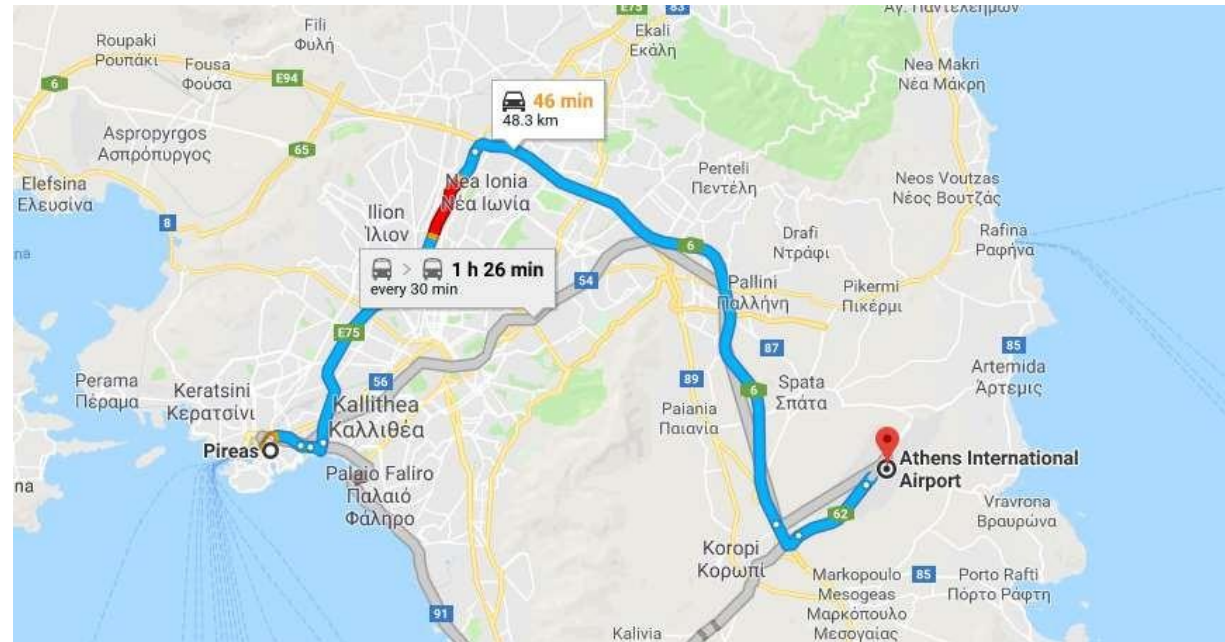 E75
83
Αγ. Παντελεήμων
Fili
Φυλή
Ekali
Εκάλη
Roupaki
Ρουπάκι
Fousa
Φούσα
Nea Makri
Νέα Μάκρη
6
E94
46 min
48.3 km
Aspropyrgos
Ασπρόπυργος
65
Penteli
Πεντέλη
Neos Voutzas
Νέος Βουτζάς
Elefsina
Ελευσίνα
Nea Ionia
Νέα Ιωνία
8
Ilion
Ίλιον
Drafi
Ντράφι
Rafina
Ραφήνα
na
6
1 h 26 min
every 30 min
54
Pallini
Παλλήνη
Pikermi
Πικέρμι
E75
87
85
Perama
Πέραμα
Keratsini
Κερατσίνι
56
89
6
Spata
Σπάτα
Artemida
Άρτεμις
Kallithea
Καλλιθέα
Paiania
Παιανία
Pireas
Athens International
Airport
Palaio Faliro
Παλαιό
Φάληρο
na
62
Vravrona
Βραυρώνα
Koropi
Κορωπί
Markopoulo
Mesogeas
Μαρκόπουλο
Μεσογαίας
85
Porto Rafti
Πόρτο Ράφτη
91
Kalivia